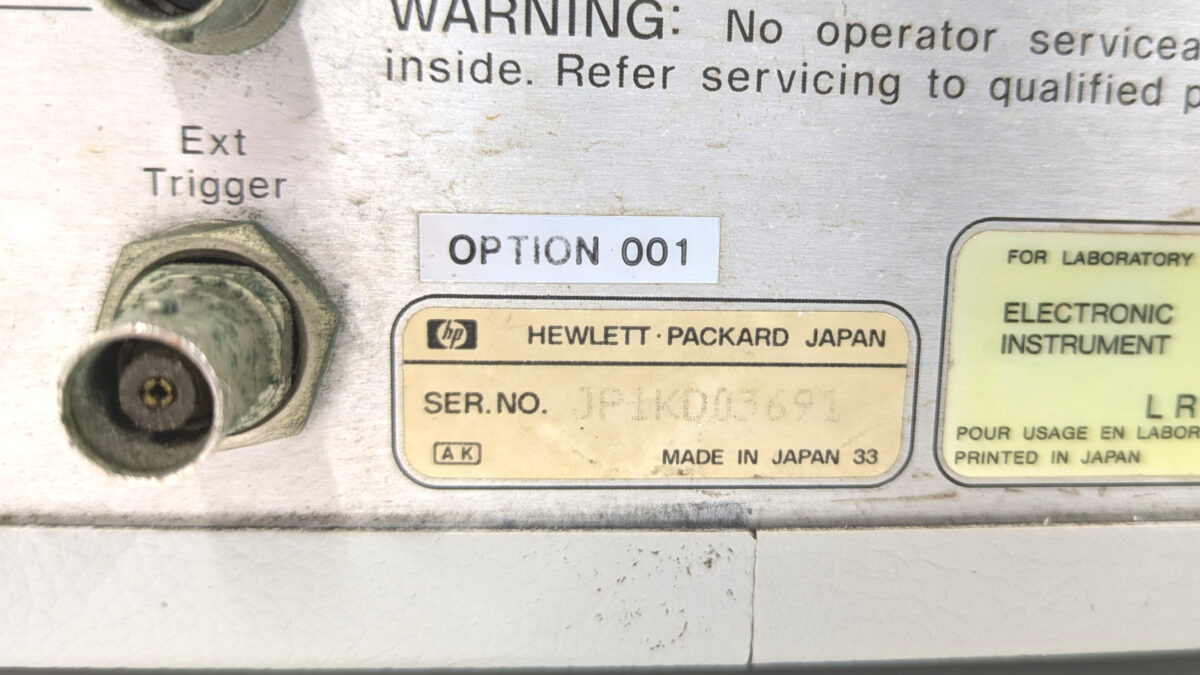 WARNING: No operator servicea
inside. Refer servicing to qualified p
Ext
Trigger
OPTION 001
hp HEWLETT·PACKARD JAPAN
SER.NO. JP1KD03691
AK MADE IN JAPAN 33
FOR LABORATORY
ELECTRONIC
INSTRUMENT
LR
POUR USAGE EN LABOR
PRINTED IN JAPAN